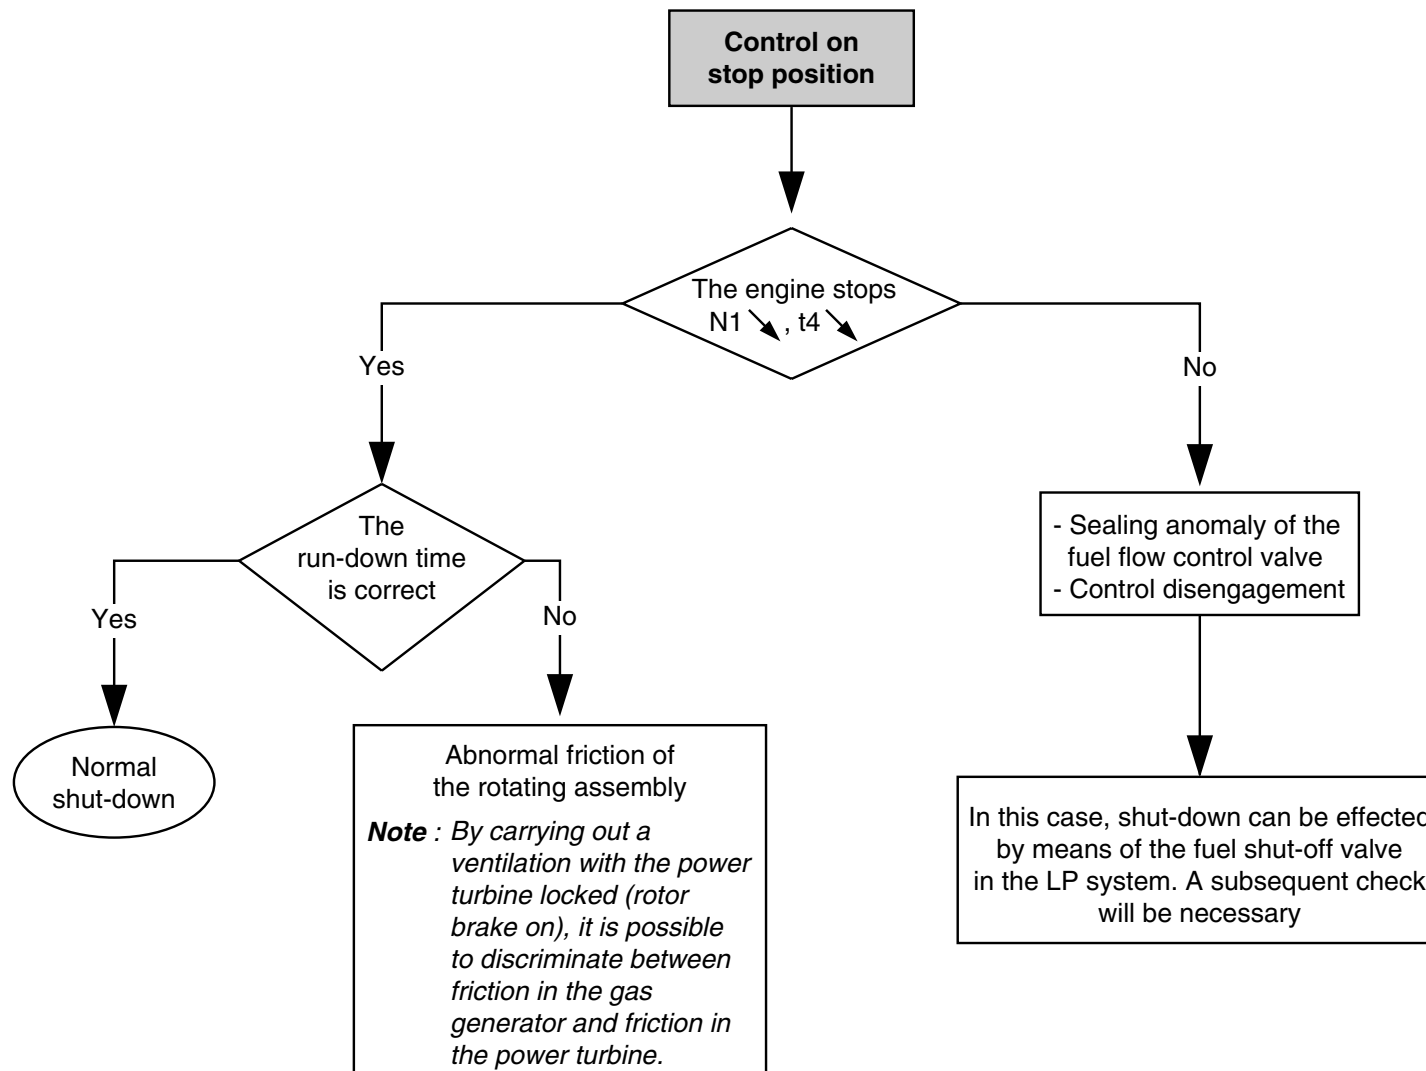 Control on
stop position
The engine stops
N1 , t4
Yes
No
The
run-down time
is correct
- Sealing anomaly of the
fuel flow control valve
- Control disengagement
Yes
No
Normal
shut-down
Abnormal friction of
the rotating assembly
Note : By carrying out a
ventilation with the power
turbine locked (rotor
brake on), it is possible
to discriminate between
friction in the gas
generator and friction in
the power turbine.
In this case, shut-down can be effected
by means of the fuel shut-off valve
in the LP system. A subsequent check
will be necessary